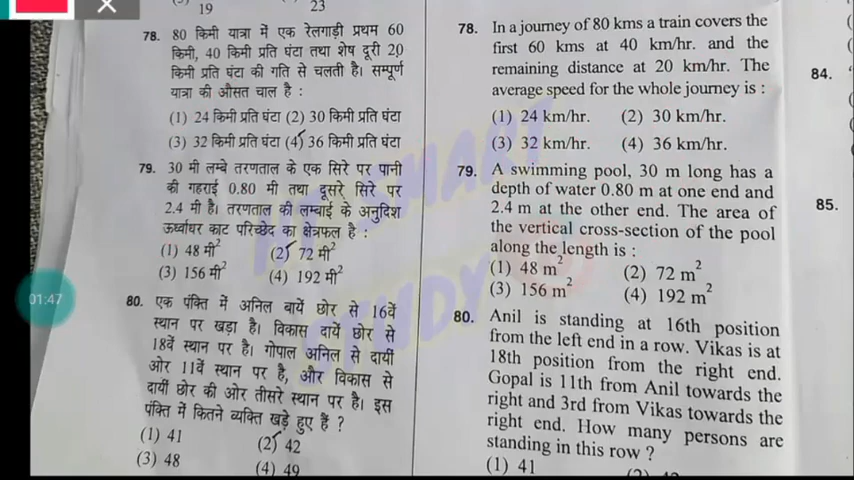 19
23
78. 80 किमी यात्रा में एक रेलगाड़ी प्रथम 60
किमी, 40 किमी प्रति घंटा तथा शेष दूरी 20
किमी प्रति घंटा की गति से चलती है। सम्पूर्ण
यात्रा की औसत चाल है :
(1) 24 किमी प्रति घंटा (2) 30 किमी प्रति घंटा
(3) 32 किमी प्रति घंटा (4) 36 किमी प्रति घंटा
79. 30 मी लम्बे तरणताल के एक सिरे पर पानी
की गहराई 0.80 मी तथा दूसरे सिरे पर
2.4 मी है। तरणताल की लम्बाई के अनुदिश
ऊर्ध्वाधर काट परिच्छेद का क्षेत्रफल है :
(1) 48 मी² (2) 72 मी²
(3) 156 मी² (4) 192 मी²
80. एक पंक्ति में अनिल बायें छोर से 16वें
स्थान पर खड़ा है। विकास दायें छोर से
18वें स्थान पर है। गोपाल अनिल से दायीं
ओर 11वें स्थान पर है, और विकास से
दायीं छोर की ओर तीसरे स्थान पर है। इस
पंक्ति में कितने व्यक्ति खड़े हुए हैं ?
(1) 41 (2) 42
(3) 48 (4) 49
78. In a journey of 80 kms a train covers the
first 60 kms at 40 km/hr. and the
remaining distance at 20 km/hr. The
average speed for the whole journey is :
(1) 24 km/hr. (2) 30 km/hr.
(3) 32 km/hr. (4) 36 km/hr.
79. A swimming pool, 30 m long has a
depth of water 0.80 m at one end and
2.4 m at the other end. The area of
the vertical cross-section of the pool
along the length is :
(1) 48 m² (2) 72 m²
(3) 156 m² (4) 192 m²
80. Anil is standing at 16th position
from the left end in a row. Vikas is at
18th position from the right end.
Gopal is 11th from Anil towards the
right and 3rd from Vikas towards the
right end. How many persons are
standing in this row ?
(1) 41
84.
85.
01:47
SMART
STUDY